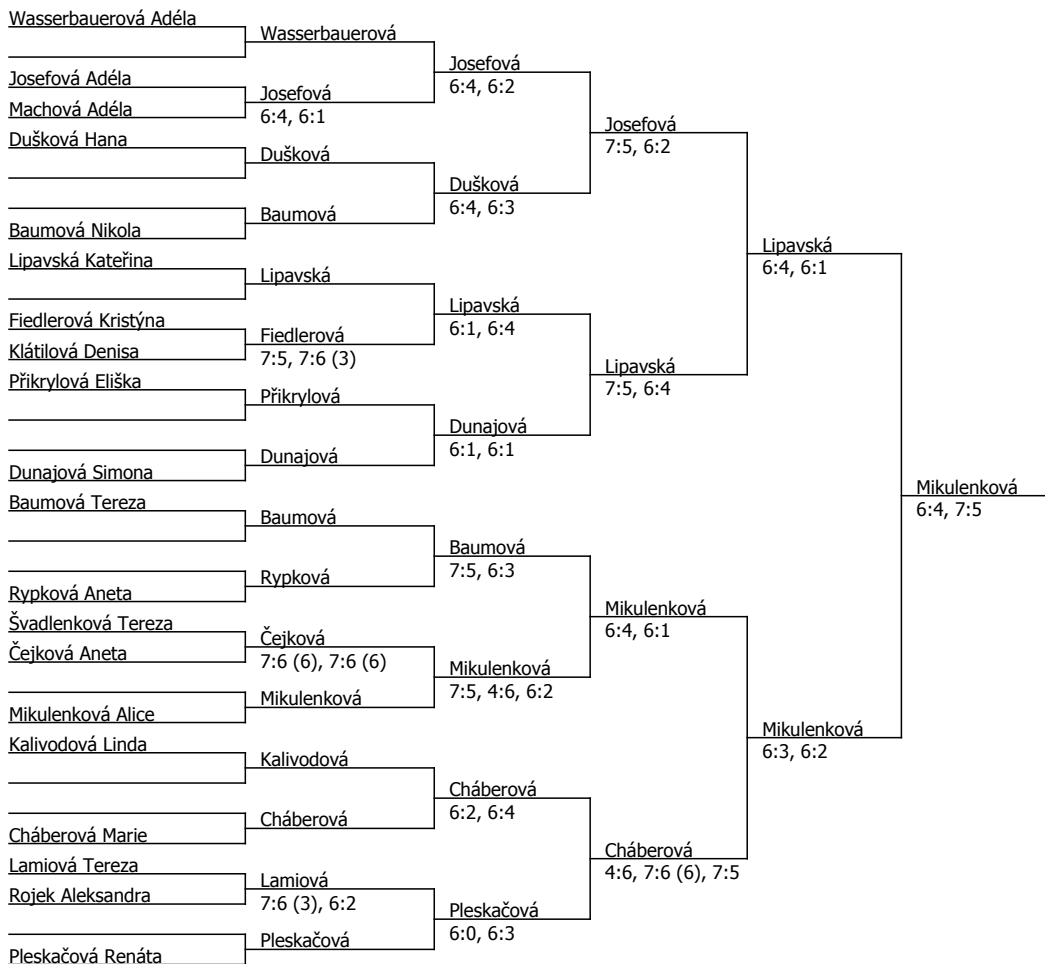 Wasserbauerová Adéla
Josefová Adéla
Machová Adéla
Dušková Hana
Baumová Nikola
Lipavská Kateřina
Fiedlerová Kristýna
Klátilová Denisa
Přikrylová Eliška
Dunajová Simona
Baumová Tereza
Rypková Aneta
Švadlenková Tereza
Čejková Aneta
Mikulenková Alice
Kalivodová Linda
Cháberová Marie
Lamiová Tereza
Rojek Aleksandra
Pleskačová Renáta
Wasserbauerová
Josefová
6:4, 6:1
Dušková
Baumová
Lipavská
Fiedlerová
7:5, 7:6 (3)
Přikrylová
Dunajová
Baumová
Rypková
Čejková
7:6 (6), 7:6 (6)
Mikulenková
Kalivodová
Cháberová
Lamiová
7:6 (3), 6:2
Pleskačová
Josefová
6:4, 6:2
Dušková
6:4, 6:3
Lipavská
6:1, 6:4
Dunajová
6:1, 6:1
Baumová
7:5, 6:3
Mikulenková
7:5, 4:6, 6:2
Cháberová
6:2, 6:4
Pleskačová
6:0, 6:3
Josefová
7:5, 6:2
Lipavská
7:5, 6:4
Mikulenková
6:4, 6:1
Cháberová
4:6, 7:6 (6), 7:5
Lipavská
6:4, 6:1
Mikulenková
6:3, 6:2
Mikulenková
6:4, 7:5